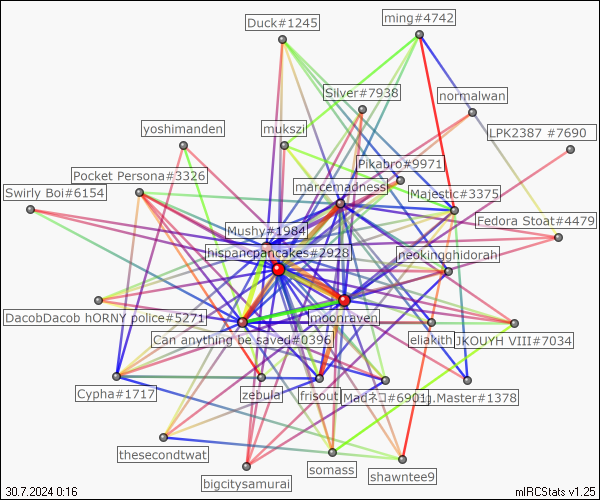 Duck#1245
ming#4742
Silver#7938
normalwan
yoshimanden
mukszi
LPK2387 #7690
Pikabro#9971
Pocket Persona#3326
marcemadness
Swirly Boi#6154
Majestic#3375
Fedora Stoat#4479
Mushy#1984
hispancpancakes#2928
neokingghidorah
DacobDacob hORNY police#5271
moonraven
Can anything be saved#0396
eliakith
JKOUYH VIII#7034
Cypha#1717
zebula
frisout
Madネコ#6901
g.Master#1378
thesecondtwat
somass
shawntee9
bigcitysamurai
30.7.2024 0:16
mIRCStats v1.25